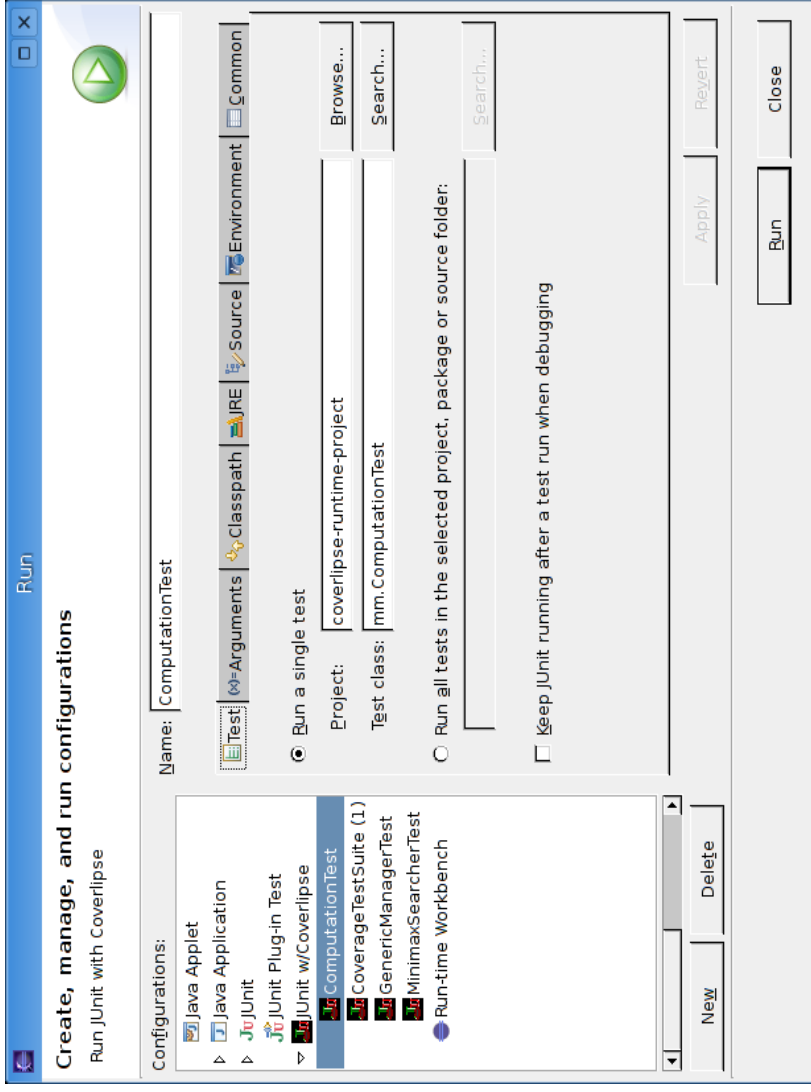 Run
Create, manage, and run configurations
Run JUnit with Coverlipse
Configurations:
Java Applet
Java Application
JUnit
JUnit Plug-in Test
JUnit w/Coverlipse
ComputationTest
CoverageTestSuite (1)
GenericManagerTest
MinimaxSearcherTest
Run-time Workbench
New
Delete
Name: ComputationTest
Test (x)=Arguments Classpath JRE Source Environment Common
Run a single test
Project: coverlipse-runtime-project Browse...
Test class: mm.ComputationTest Search...
Run all tests in the selected project, package or source folder:
Search...
Keep JUnit running after a test run when debugging
Apply Revert
Run Close